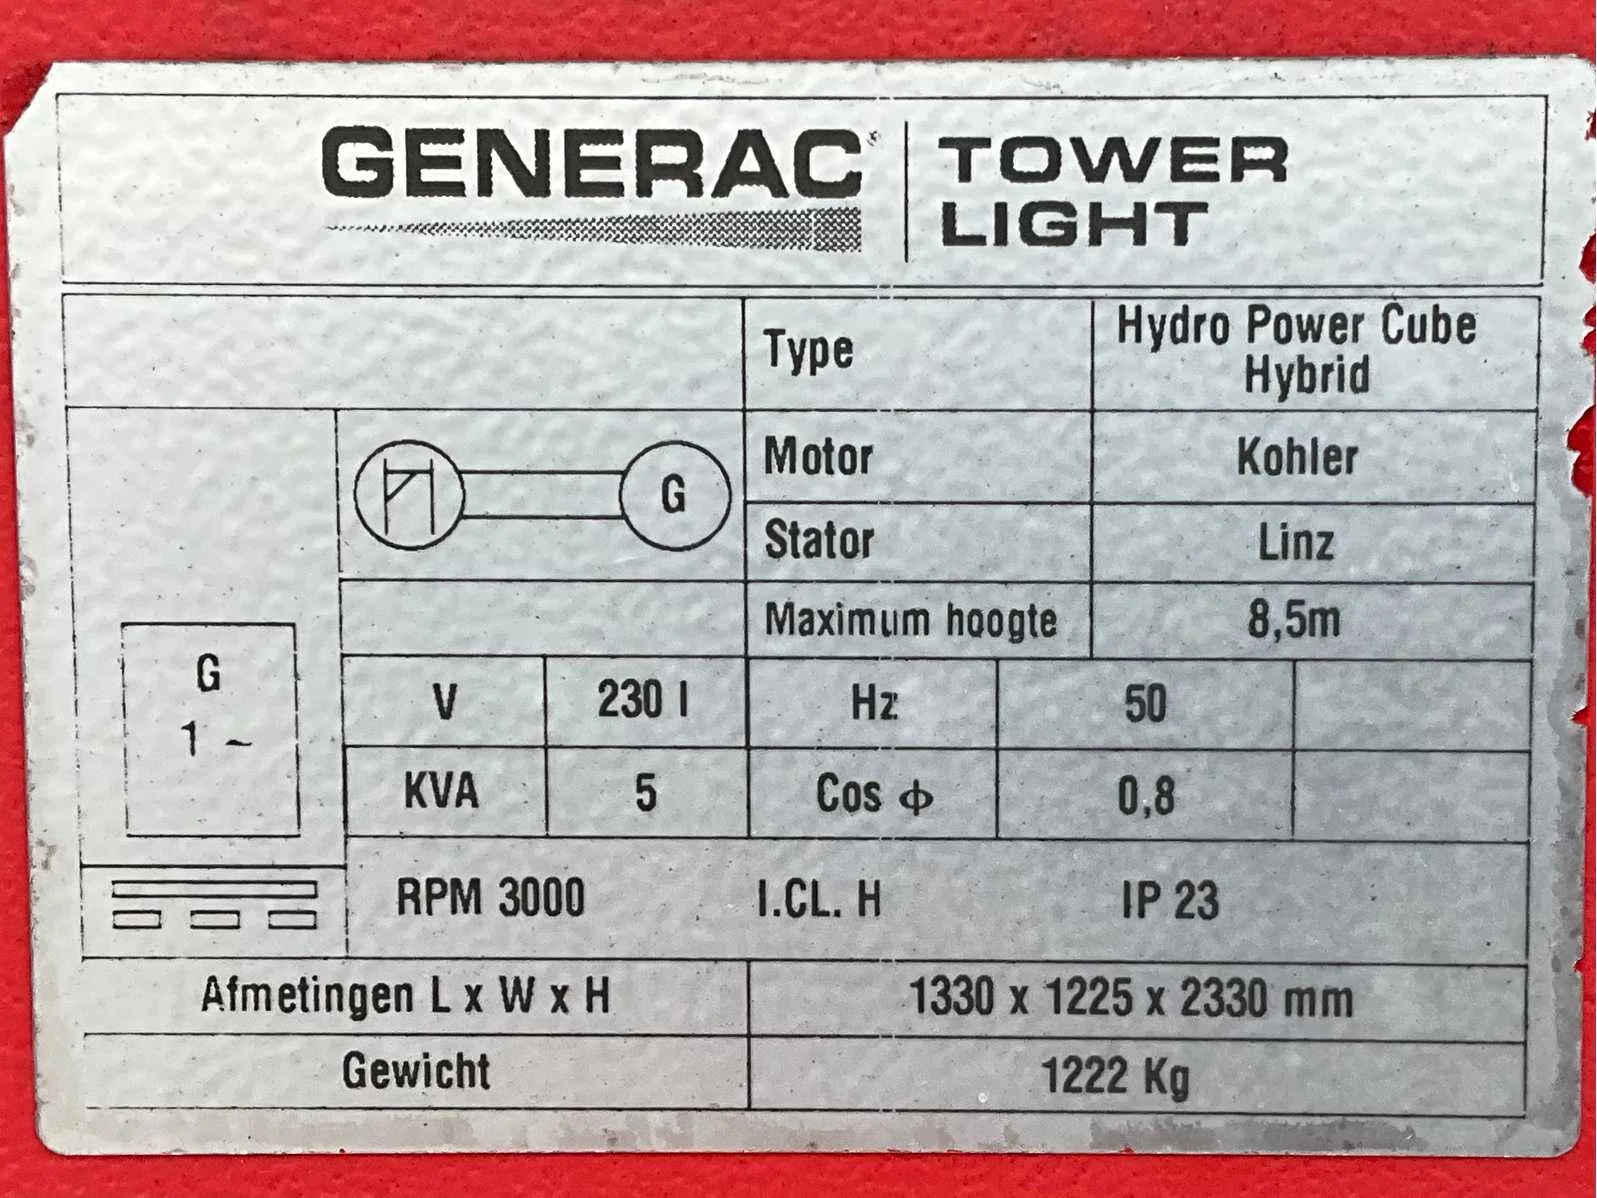 GENERAC® TOWER
LIGHT
Type Hydro Power Cube
Hybrid
Motor Kohler
G
Stator Linz
Maximum hoogte 8,5m
G
1 ~
V 230 I Hz 50
KVA 5 Cos ϕ 0,8
RPM 3000 I.CL. H IP 23
Afmetingen L x W x H 1330 x 1225 x 2330 mm
Gewicht 1222 Kg